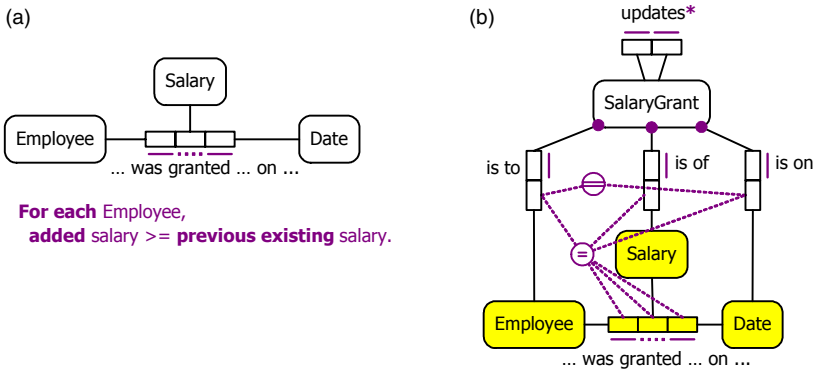 (a)
Salary
Employee
Date
... was granted ... on ...
For each Employee,
added salary >= previous existing salary.
(b)
updates*
SalaryGrant
is to
is of
is on
=
Salary
Employee
Date
... was granted ... on ...